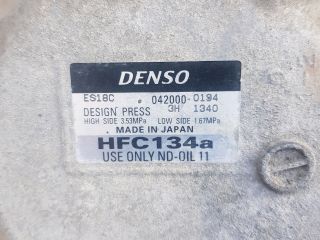 DENSO
ES18C 042000-0194
DESIGN PRESS 3H 1340
HIGH SIDE 3.53MPa LOW SIDE 1.67MPa
MADE IN JAPAN
HFC134a
USE ONLY ND-OIL 11